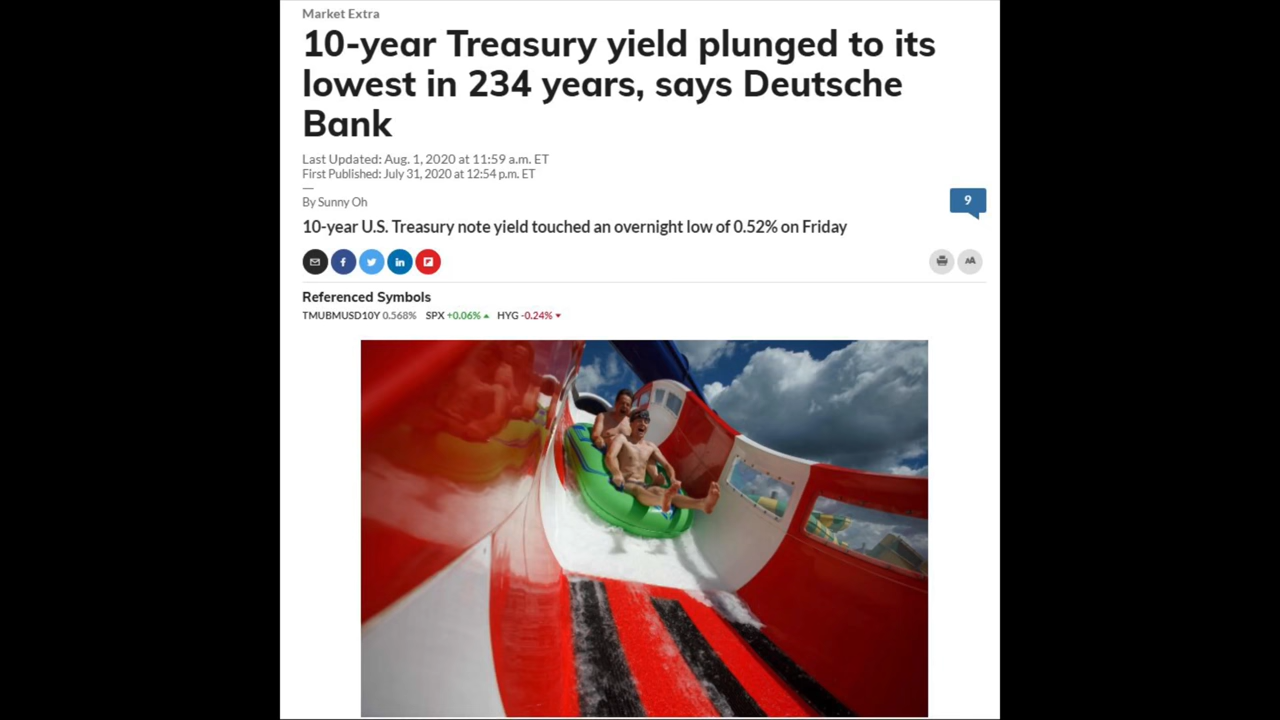 Market Extra
10-year Treasury yield plunged to its
lowest in 234 years, says Deutsche
Bank
Last Updated: Aug. 1, 2020 at 11:59 a.m. ET
First Published: July 31, 2020 at 12:54 p.m. ET
—
By Sunny Oh
9
10-year U.S. Treasury note yield touched an overnight low of 0.52% on Friday
f in AA
Referenced Symbols
TMUBMUSD10Y 0.568% SPX +0.06% ▲ HYG -0.24% ▼